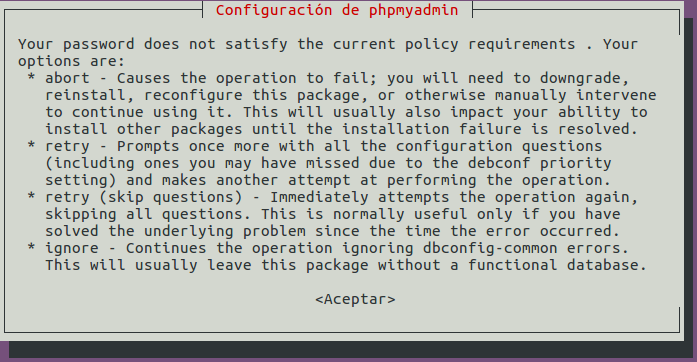 Configuración de phpmyadmin
Your password does not satisfy the current policy requirements . Your
options are:
* abort - Causes the operation to fail; you will need to downgrade,
reinstall, reconfigure this package, or otherwise manually intervene
to continue using it. This will usually also impact your ability to
install other packages until the installation failure is resolved.
* retry - Prompts once more with all the configuration questions
(including ones you may have missed due to the debconf priority
setting) and makes another attempt at performing the operation.
* retry (skip questions) - Immediately attempts the operation again,
skipping all questions. This is normally useful only if you have
solved the underlying problem since the time the error occurred.
* ignore - Continues the operation ignoring dbconfig-common errors.
This will usually leave this package without a functional database.
<Aceptar>